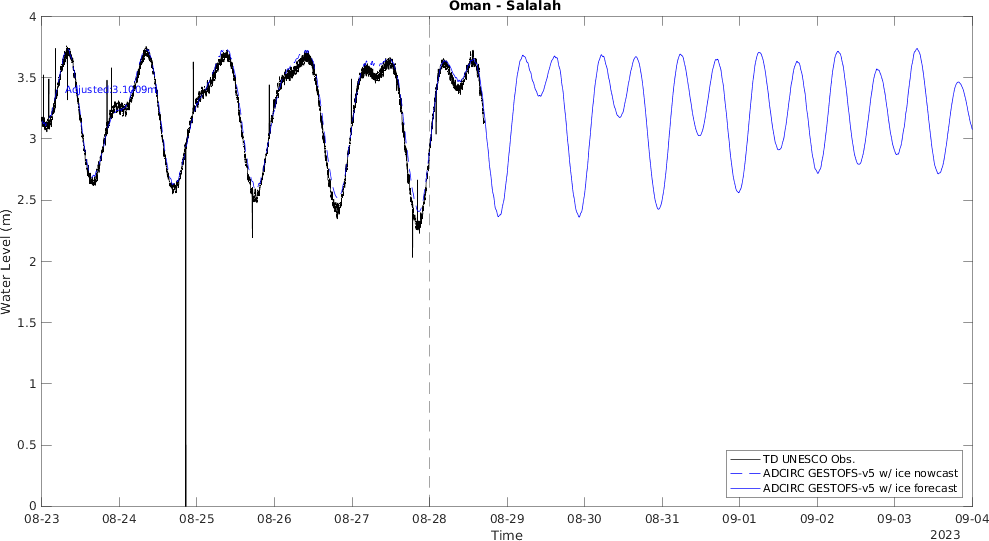 Oman - Salalah
4
3.5
3
2.5
2
1.5
1
0.5
0
Water Level (m)
Adjusted:3.1009m
TD UNESCO Obs.
ADCIRC GESTOFS-v5 w/ ice nowcast
ADCIRC GESTOFS-v5 w/ ice forecast
08-23 08-24 08-25 08-26 08-27 08-28 08-29 08-30 08-31 09-01 09-02 09-03 09-04
Time
2023